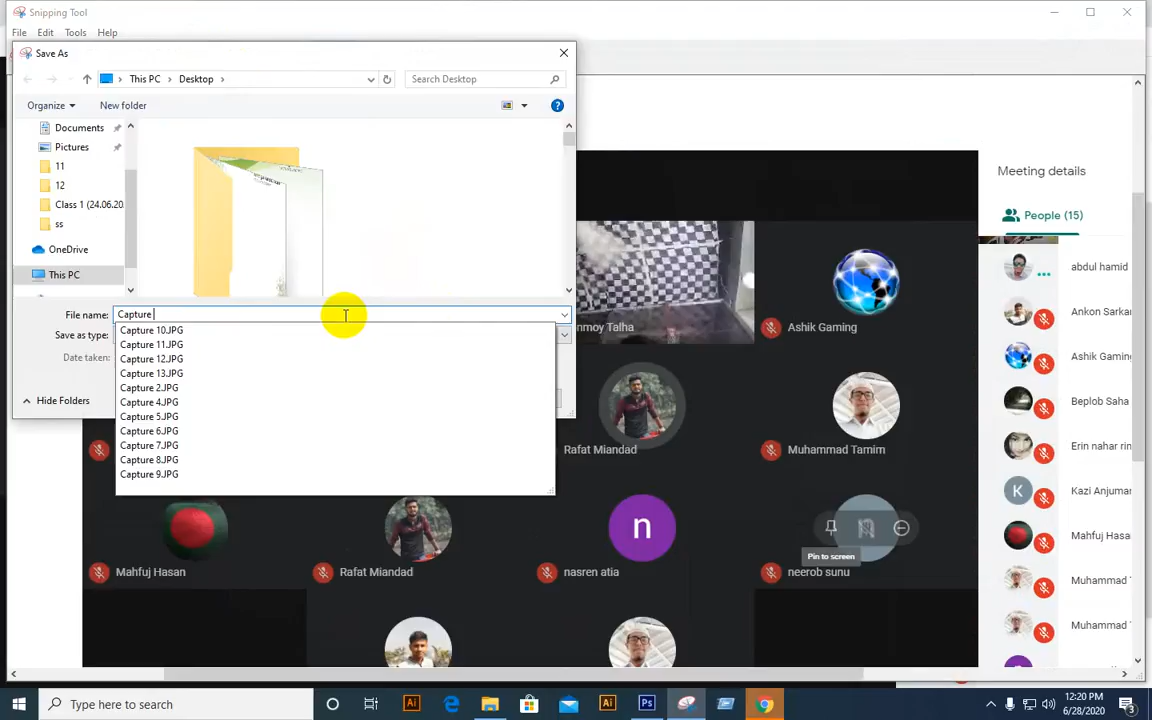 Snipping Tool
File Edit Tools Help
Save As
This PC Desktop
Search Desktop
Organize New folder
Documents
Pictures
11
12
Class 1 (24.06.20
ss
OneDrive
This PC
File name: Capture
Save as type:
Date taken:
Hide Folders
Capture 10.JPG
Capture 11.JPG
Capture 12.JPG
Capture 13.JPG
Capture 2.JPG
Capture 4.JPG
Capture 5.JPG
Capture 6.JPG
Capture 7.JPG
Capture 8.JPG
Capture 9.JPG
nmoy Talha
Ashik Gaming
Rafat Miandad
Muhammad Tamim
n
n
Pin to screen
Mahfuj Hasan
Rafat Miandad
nasren atia
neerob sunu
Meeting details
People (15)
abdul hamid
Ankon Sarka
Ashik Gaming
Beplob Saha
Erin nahar rin
K
Kazi Anjuman
Mahfuj Hasa
Muhammad T
Muhammad T
Type here to search
Ai
Ai
Ps
12:20 PM
6/28/2020
3